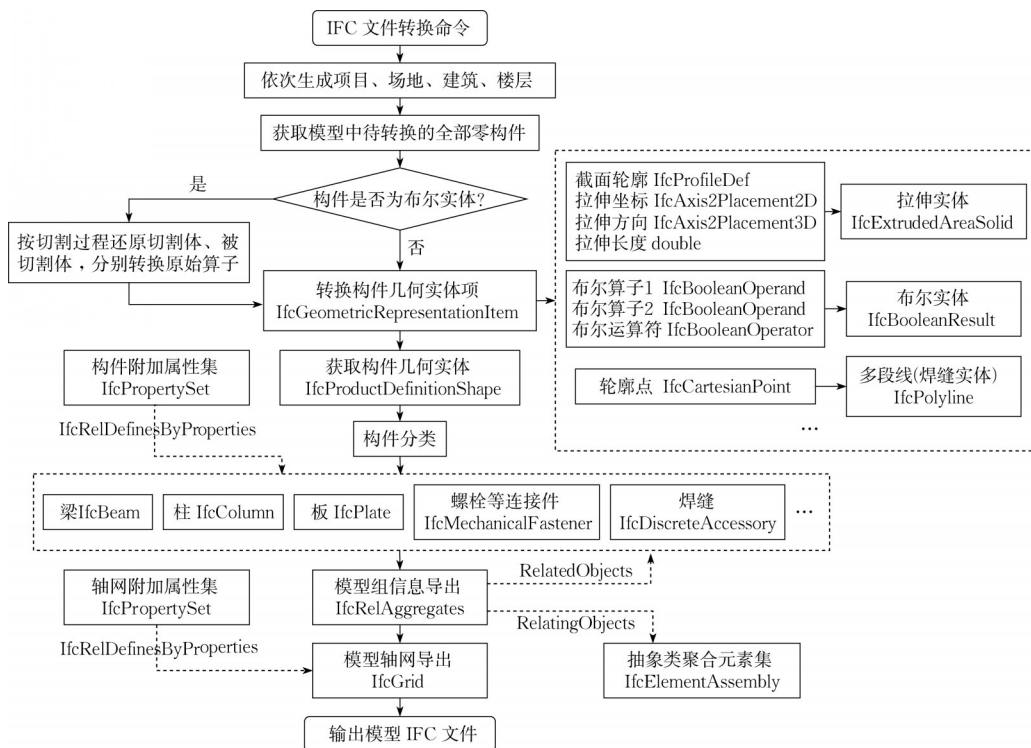 IFC 文件转换命令
依次生成项目、场地、建筑、楼层
获取模型中待转换的全部零构件
构件是否为布尔实体?
是
否
按切割过程还原切割体、被
切割体，分别转换原始算子
转换构件几何实体项
IfcGeometricRepresentationItem
截面轮廓 IfcProfileDef
拉伸坐标 IfcAxis2Placement2D
拉伸方向 IfcAxis2Placement3D
拉伸长度 double
拉伸实体
IfcExtrudedAreaSolid
布尔算子1 IfcBooleanOperand
布尔算子2 IfcBooleanOperand
布尔运算符 IfcBooleanOperator
布尔实体
IfcBooleanResult
轮廓点 IfcCartesianPoint
多段线(焊缝实体)
IfcPolyline
…
构件附加属性集
IfcPropertySet
获取构件几何实体
IfcProductDefinitionShape
IfcRelDefinesByProperties
构件分类
梁IfcBeam
柱 IfcColumn
板 IfcPlate
螺栓等连接件
IfcMechanicalFastener
焊缝
IfcDiscreteAccessory
…
轴网附加属性集
IfcPropertySet
模型组信息导出
IfcRelAggregates
RelatedObjects
RelatingObjects
IfcRelDefinesByProperties
模型轴网导出
IfcGrid
抽象类聚合元素集
IfcElementAssembly
输出模型 IFC 文件